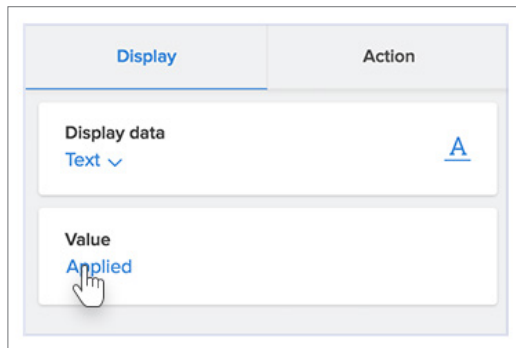 Display
Action
Display data
Text
A
Value
Applied